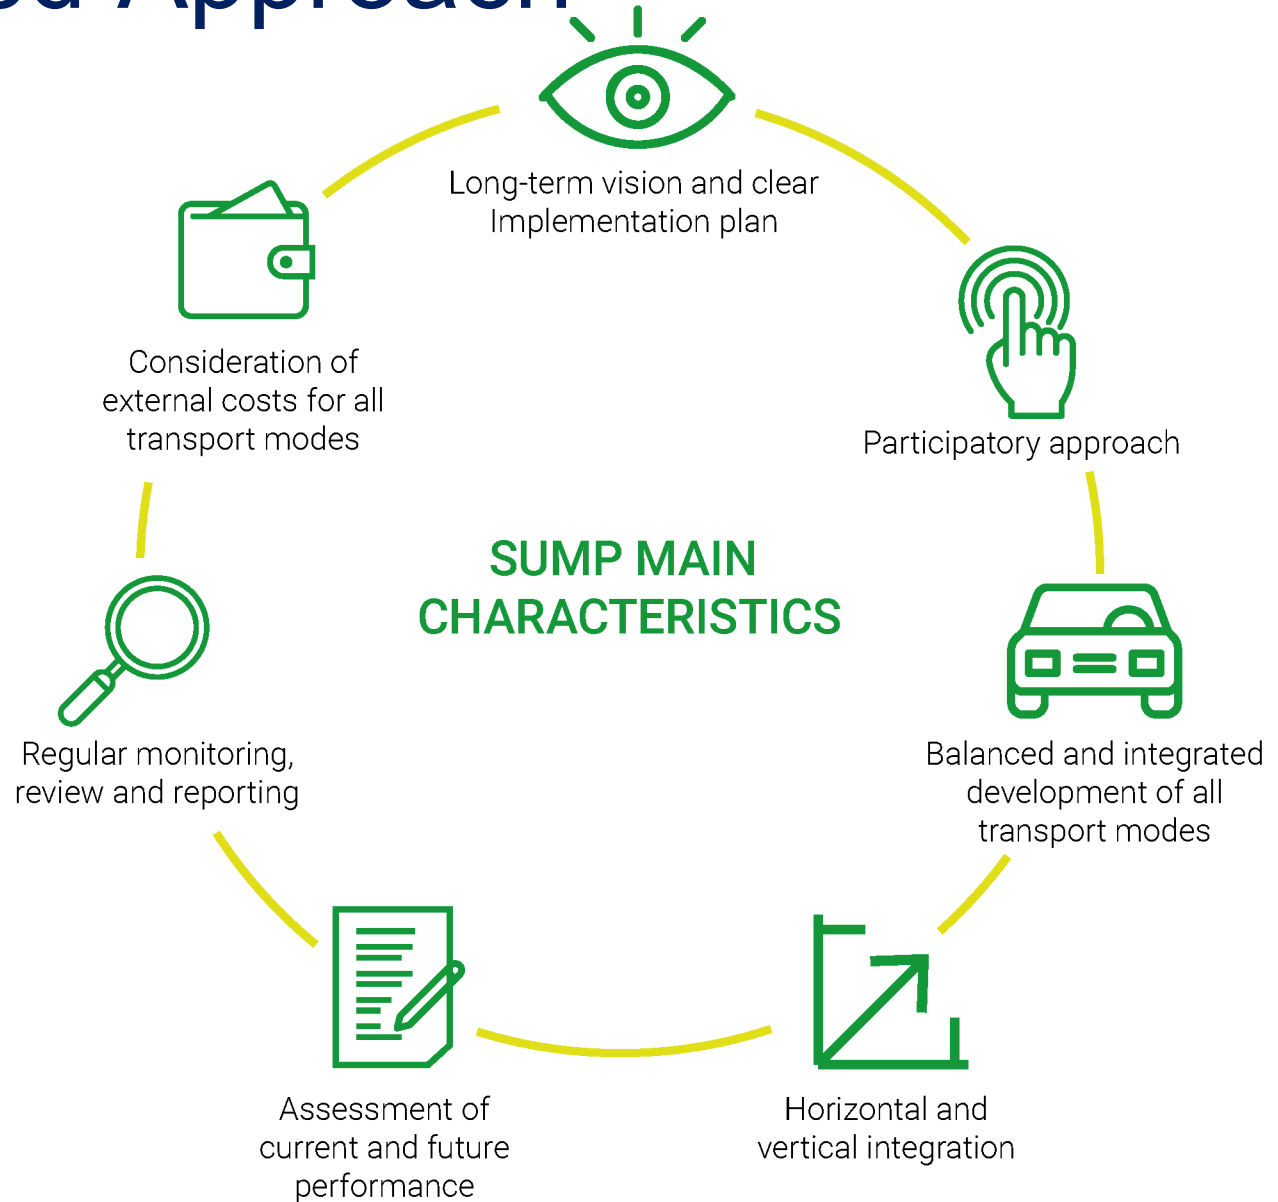 Approach
Long-term vision and clear
Implementation plan
Consideration of
external costs for all
transport modes
Participatory approach
SUMP MAIN
CHARACTERISTICS
Regular monitoring,
review and reporting
Balanced and integrated
development of all
transport modes
Assessment of
current and future
performance
Horizontal and
vertical integration